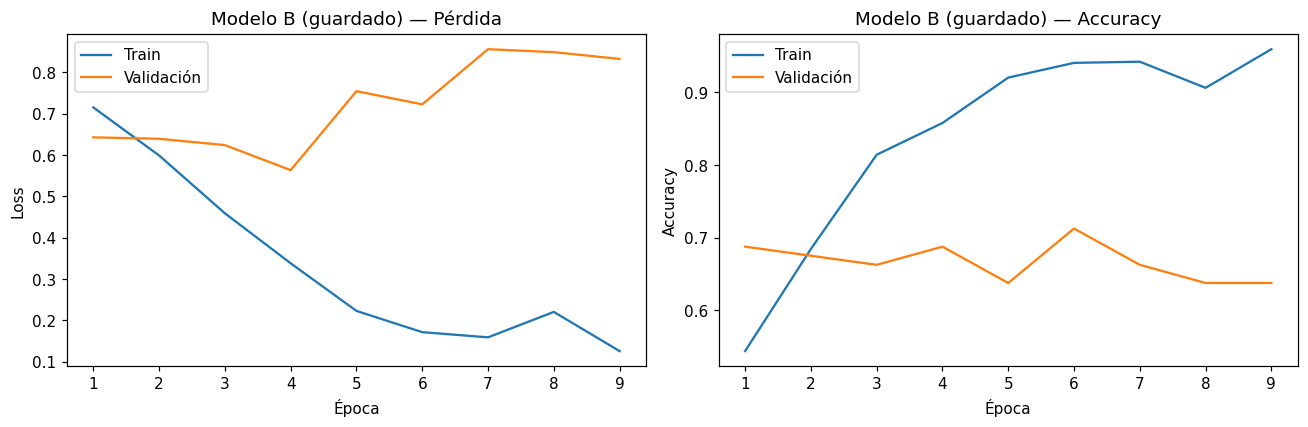 Modelo B (guardado) — Pérdida
Train
Validación
0.8
0.7
0.6
0.5
0.4
0.3
0.2
0.1
Loss
1 2 3 4 5 6 7 8 9
Época
Modelo B (guardado) — Accuracy
Train
Validación
0.9
0.8
0.7
0.6
Accuracy
1 2 3 4 5 6 7 8 9
Época